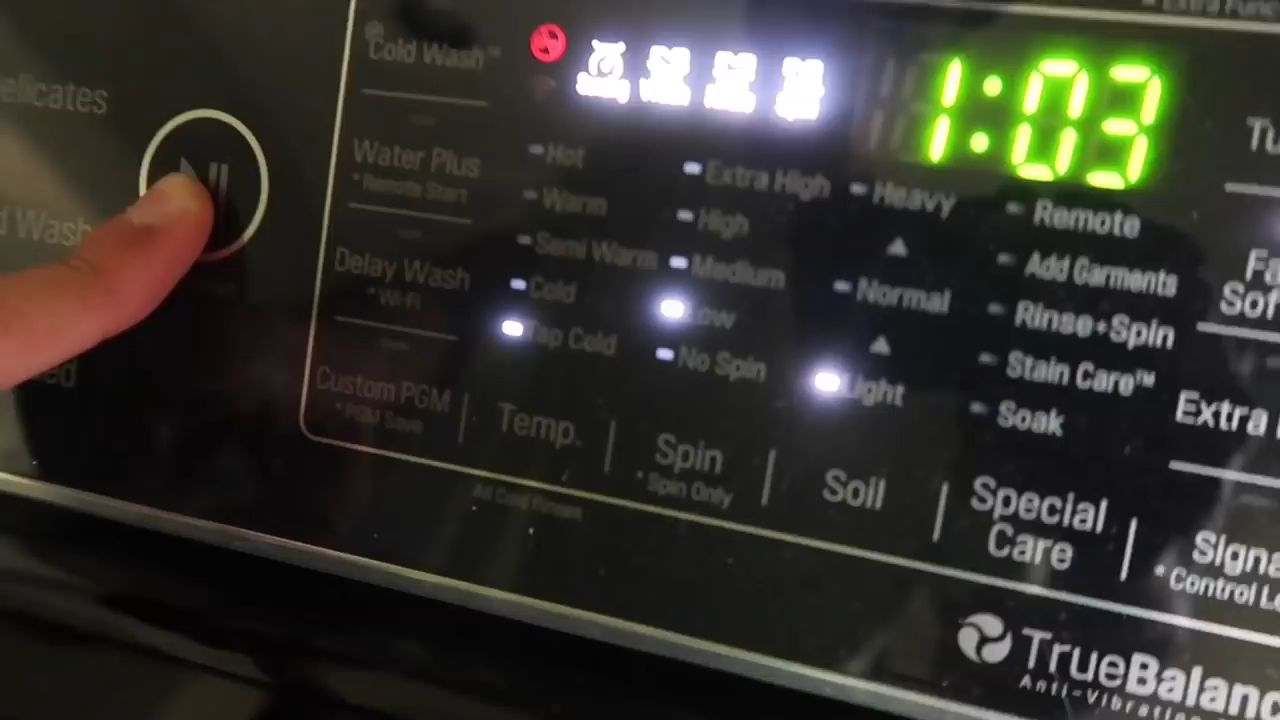 elicates
d Wash
ed
Cold Wash™
Water Plus
* Remote Start
Delay Wash
* Wi-Fi
Custom PGM
* PGM Save
1:03
Hot
Warm
Semi Warm
Cold
Tap Cold
Temp.
Extra High
High
Medium
Low
No Spin
Spin
* Spin Only
Heavy
Normal
Light
Soil
Remote
Add Garments
Rinse+Spin
Stain Care™
Soak
Special
Care
Tu
Fa
Sof
Extra
Signa
* Control Lo
TrueBalanc
Anti-Vibratio